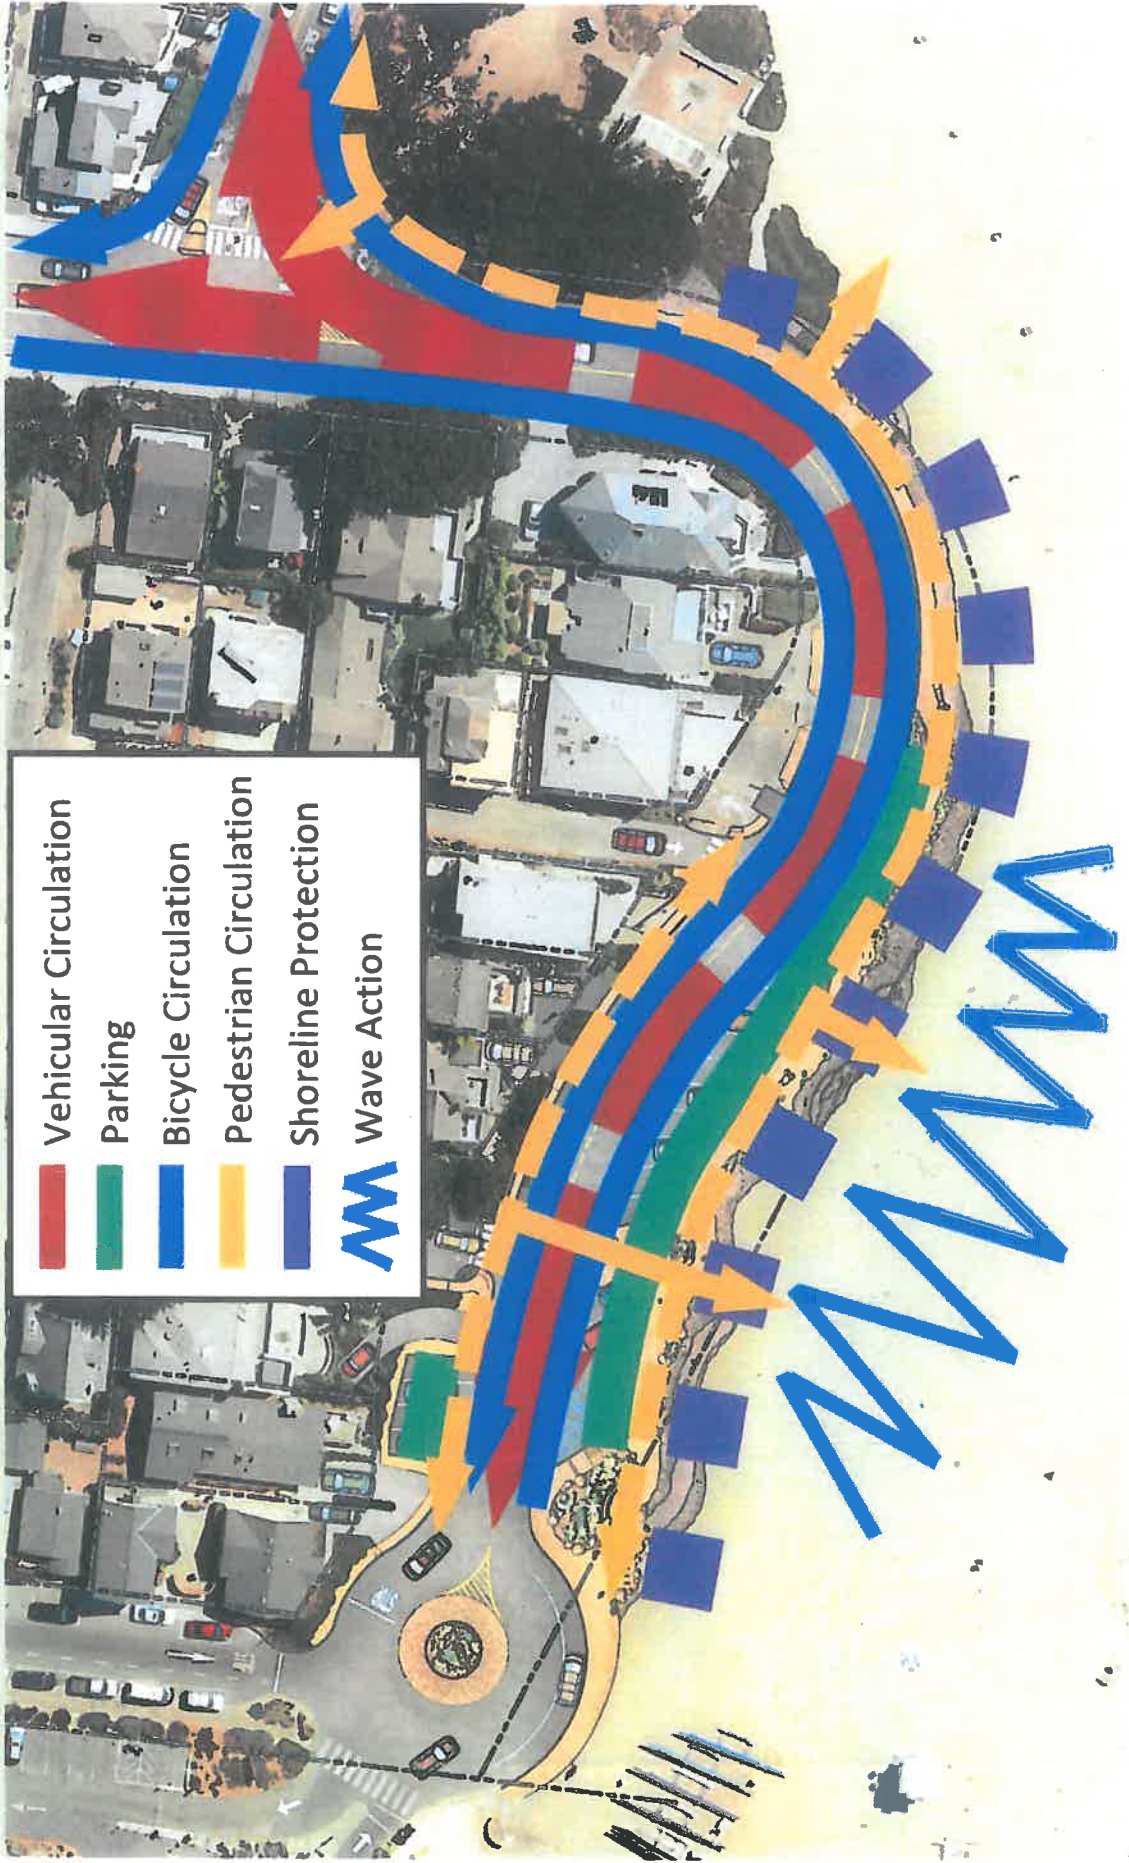 Vehicular Circulation
Parking
Bicycle Circulation
Pedestrian Circulation
Shoreline Protection
Wave Action